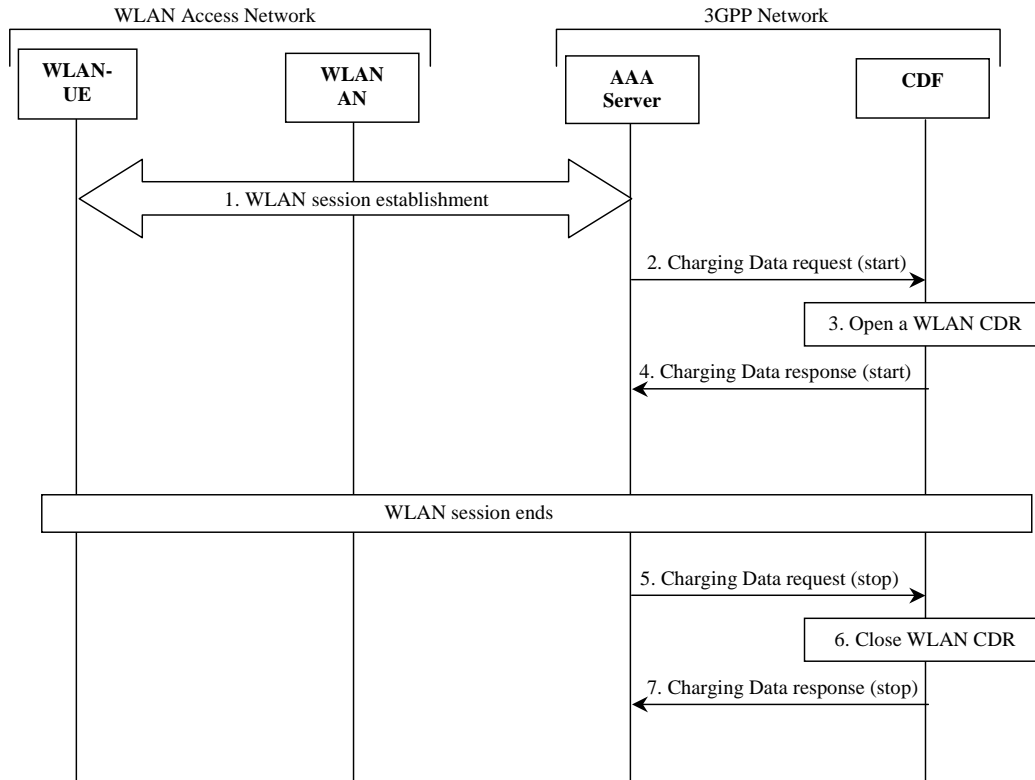 WLAN Access Network
3GPP Network
WLAN-
UE
WLAN
AN
AAA
Server
CDF
1. WLAN session establishment
2. Charging Data request (start)
3. Open a WLAN CDR
4. Charging Data response (start)
WLAN session ends
5. Charging Data request (stop)
6. Close WLAN CDR
7. Charging Data response (stop)